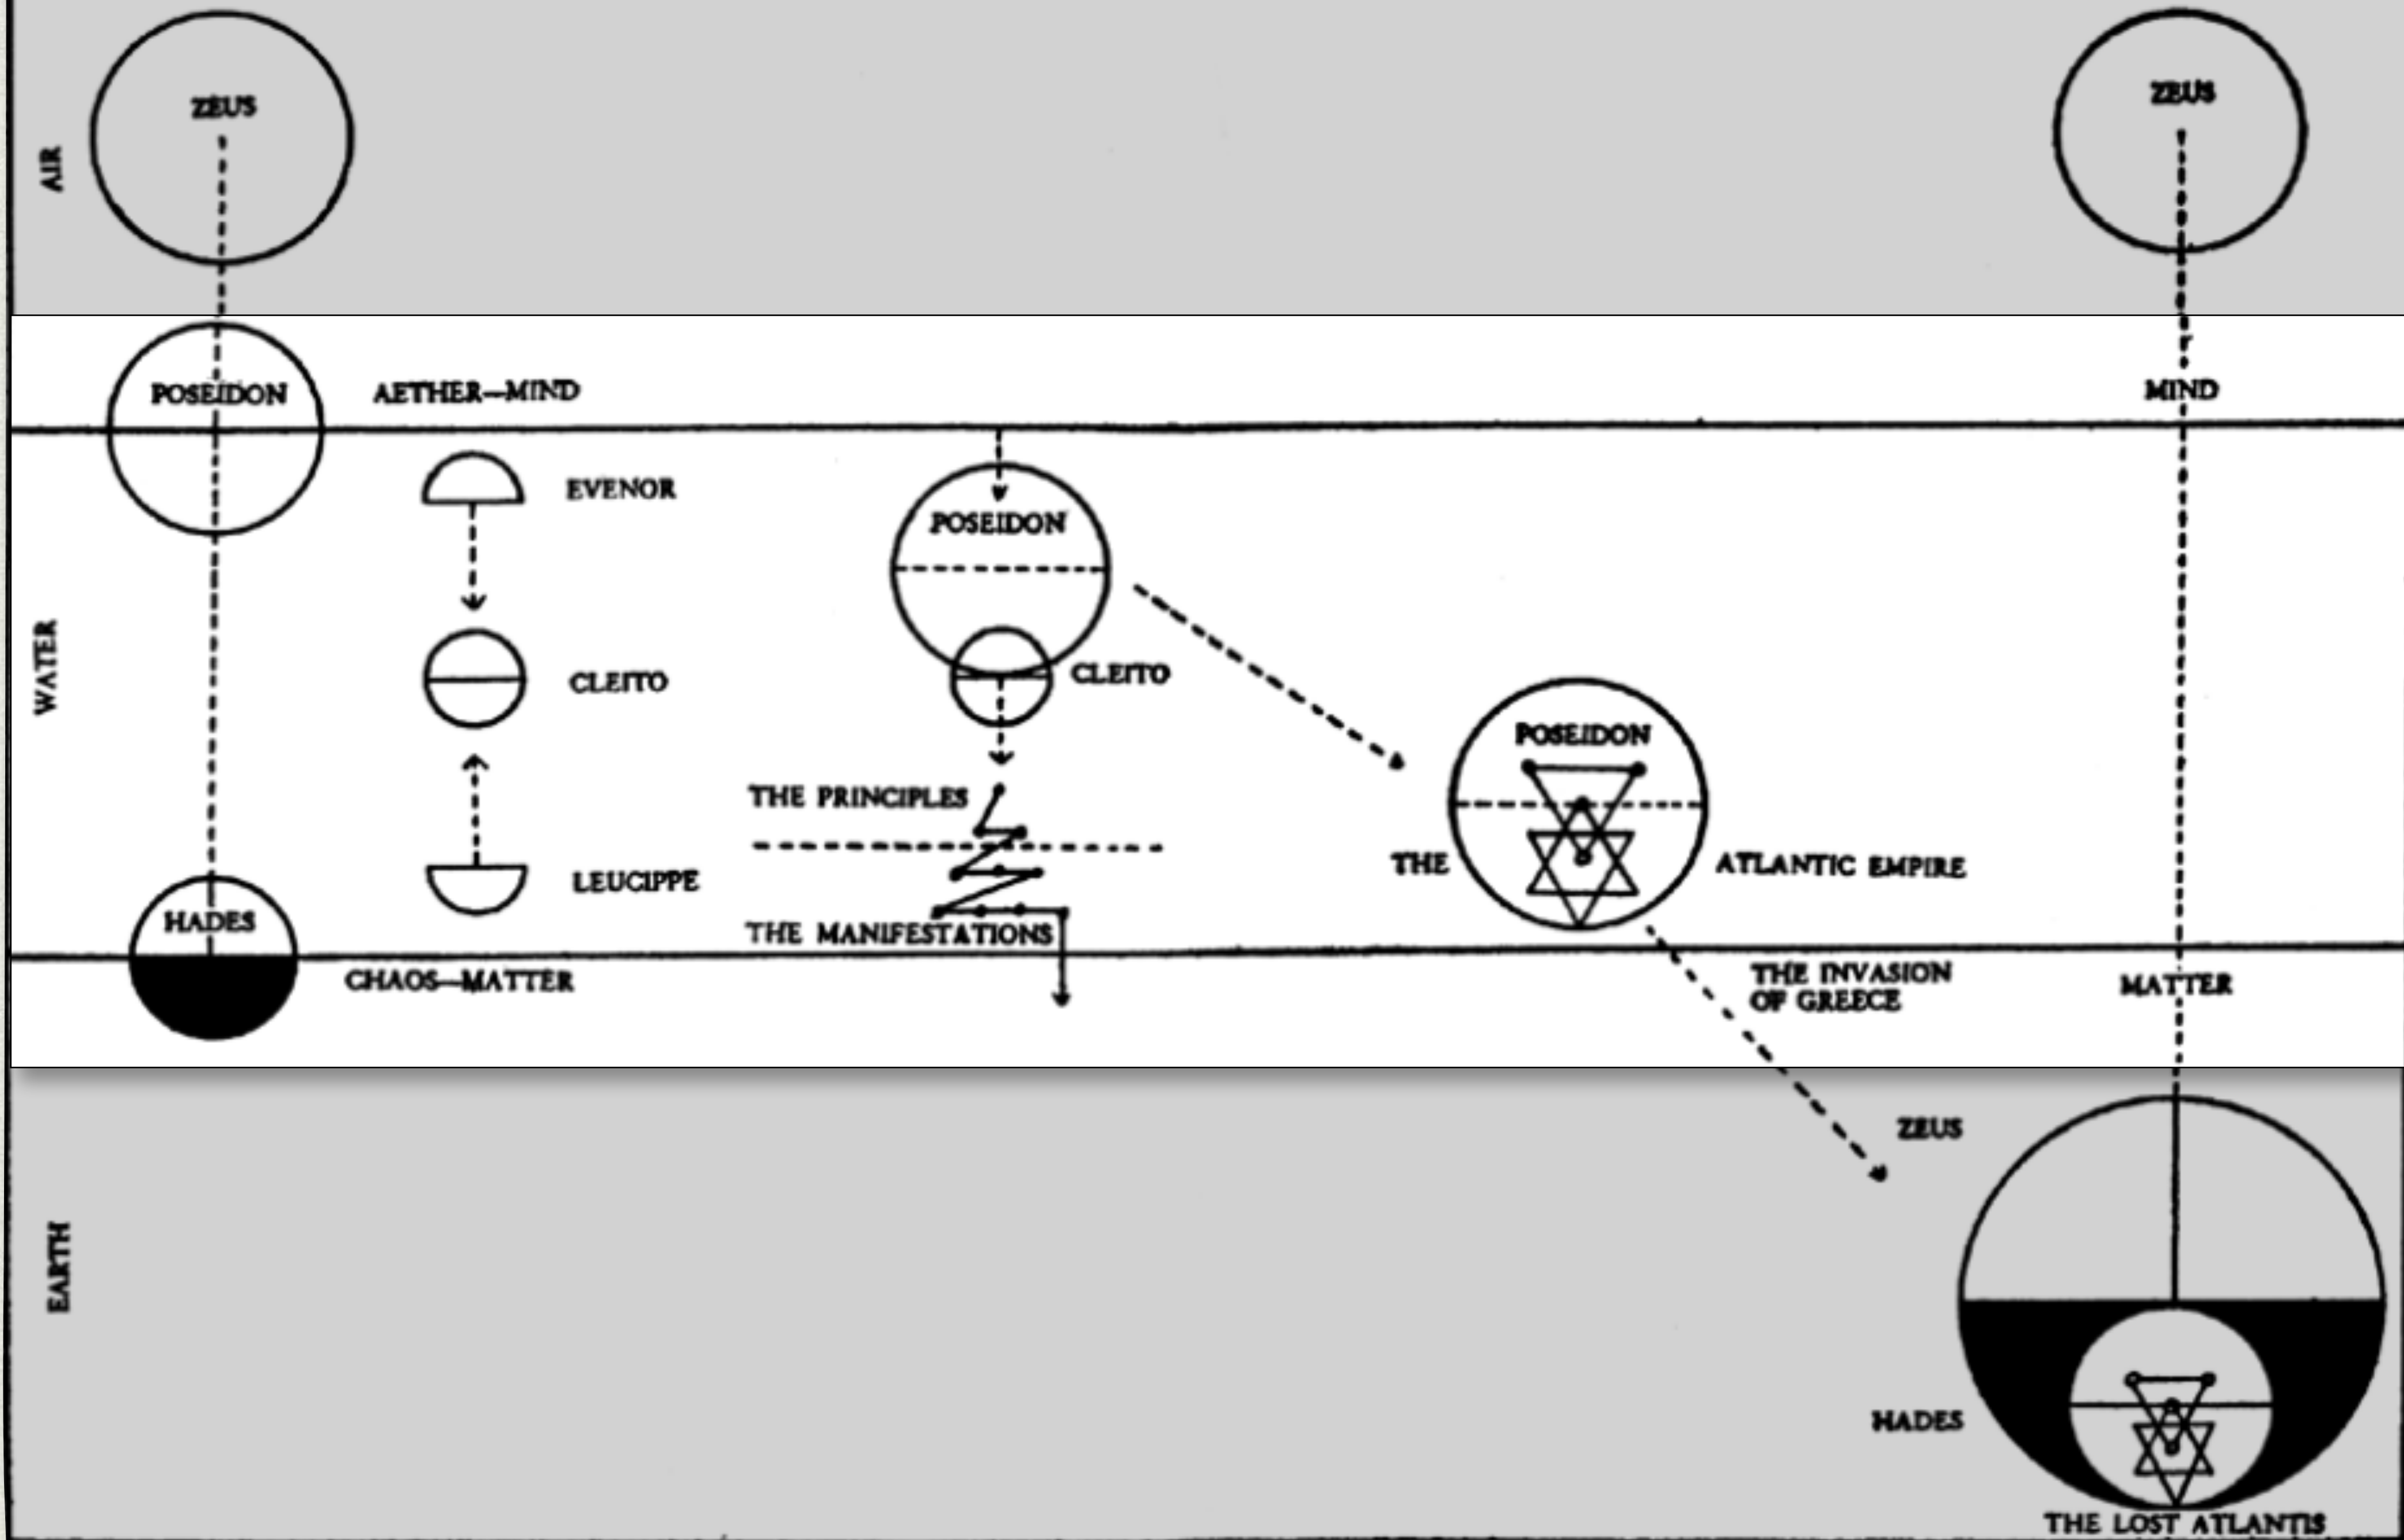 ZEUS
ZEUS
AIR
POSEIDON
AETHER—MIND
MIND
EVENOR
POSEIDON
CLEITO
CLEITO
WATER
POSEIDON
THE PRINCIPLES
THE
ATLANTIC EMPIRE
LEUCIPPE
HADES
THE MANIFESTATIONS
CHAOS—MATTER
THE INVASION
OF GREECE
MATTER
ZEUS
EARTH
HADES
THE LOST ATLANTIS